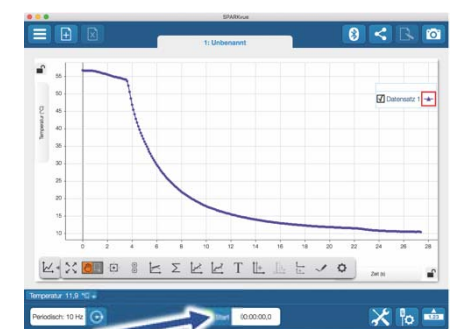 SPARKvue
1: Unbenannt
Temperatur (°C)
55
50
45
40
35
30
25
20
15
10
Datensatz 1
0 2 4 6 8 10 12 14 16 18 20 22 24 26 28
Zeit (s)
Temperatur 11,9 °C
Periodisch: 10 Hz
Start
00:00:00,0